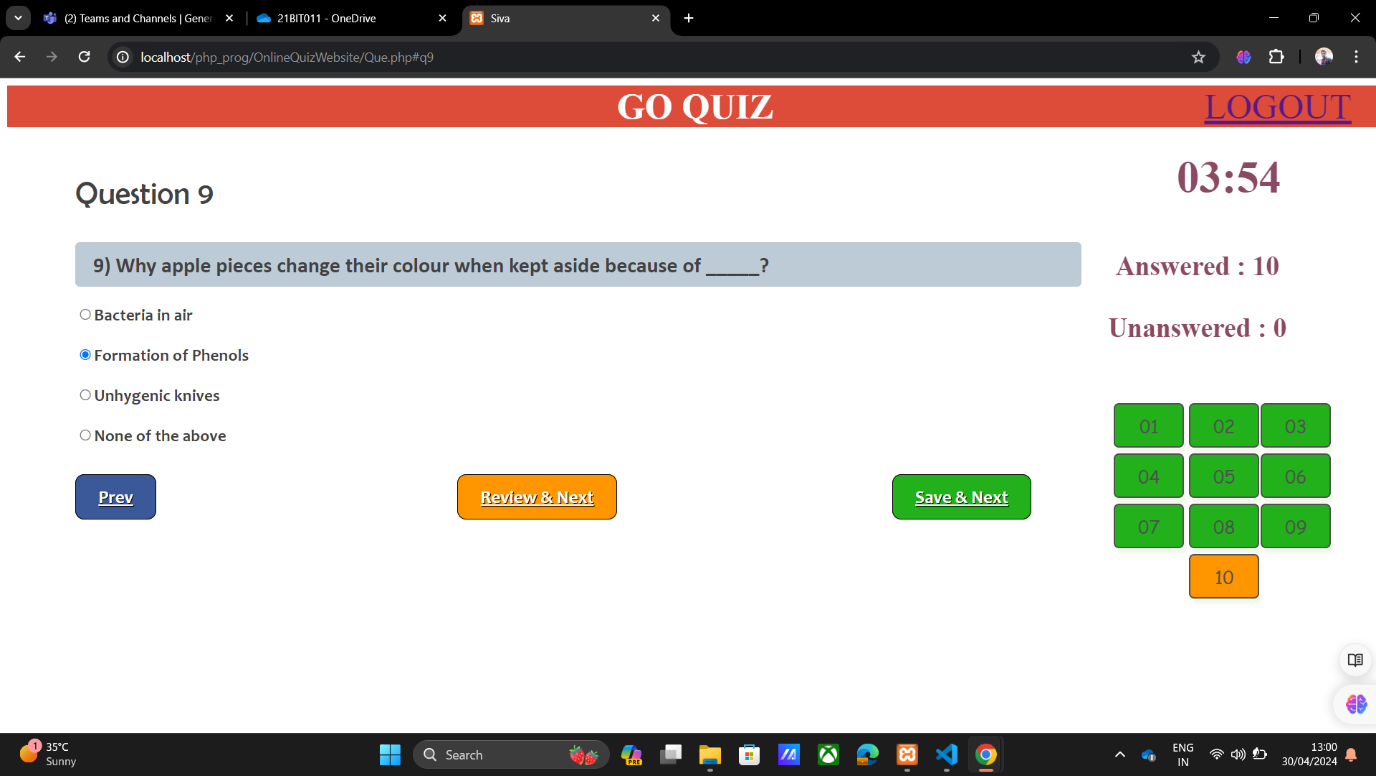 (2) Teams and Channels | Gener
21BIT011 - OneDrive
Siva
localhost/php_prog/OnlineQuizWebsite/Que.php#q9
GO QUIZ
LOGOUT
03:54
Question 9
9) Why apple pieces change their colour when kept aside because of _____?
Answered : 10
Bacteria in air
Unanswered : 0
Formation of Phenols
Unhygenic knives
None of the above
01 02 03
04 05 06
07 08 09
10
Prev
Review & Next
Save & Next
1
35°C
Sunny
Search
PRE
ENG
IN
13:00
30/04/2024